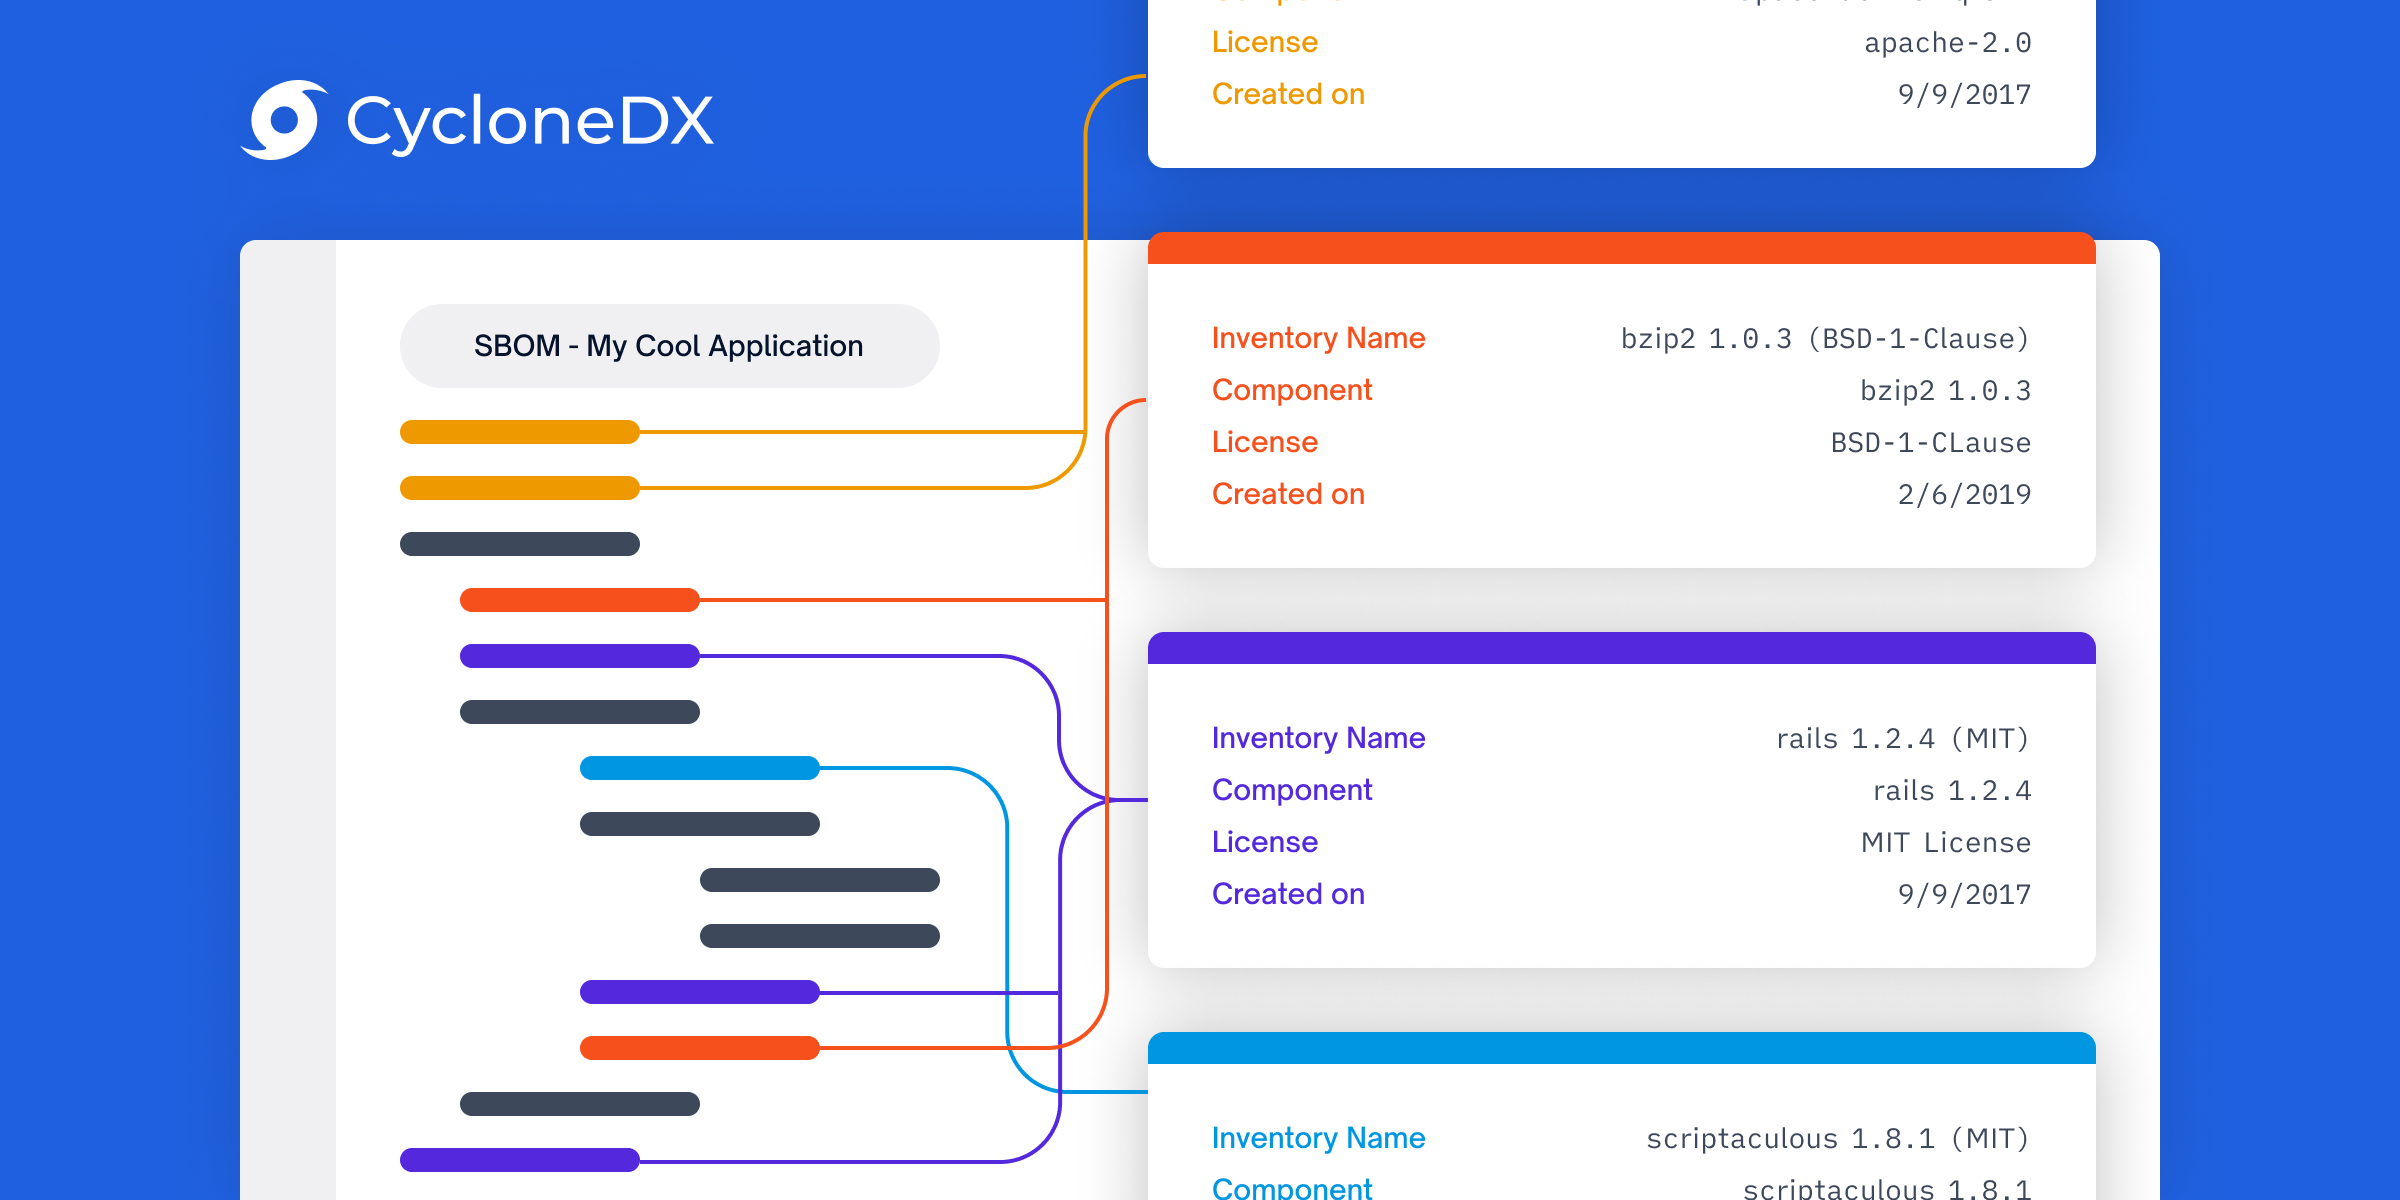 CycloneDX
License apache-2.0
Created on 9/9/2017
SBOM - My Cool Application
Inventory Name bzip2 1.0.3 (BSD-1-Clause)
Component bzip2 1.0.3
License BSD-1-CLause
Created on 2/6/2019
Inventory Name rails 1.2.4 (MIT)
Component rails 1.2.4
License MIT License
Created on 9/9/2017
Inventory Name scriptaculous 1.8.1 (MIT)
Component scriptaculous 1.8.1